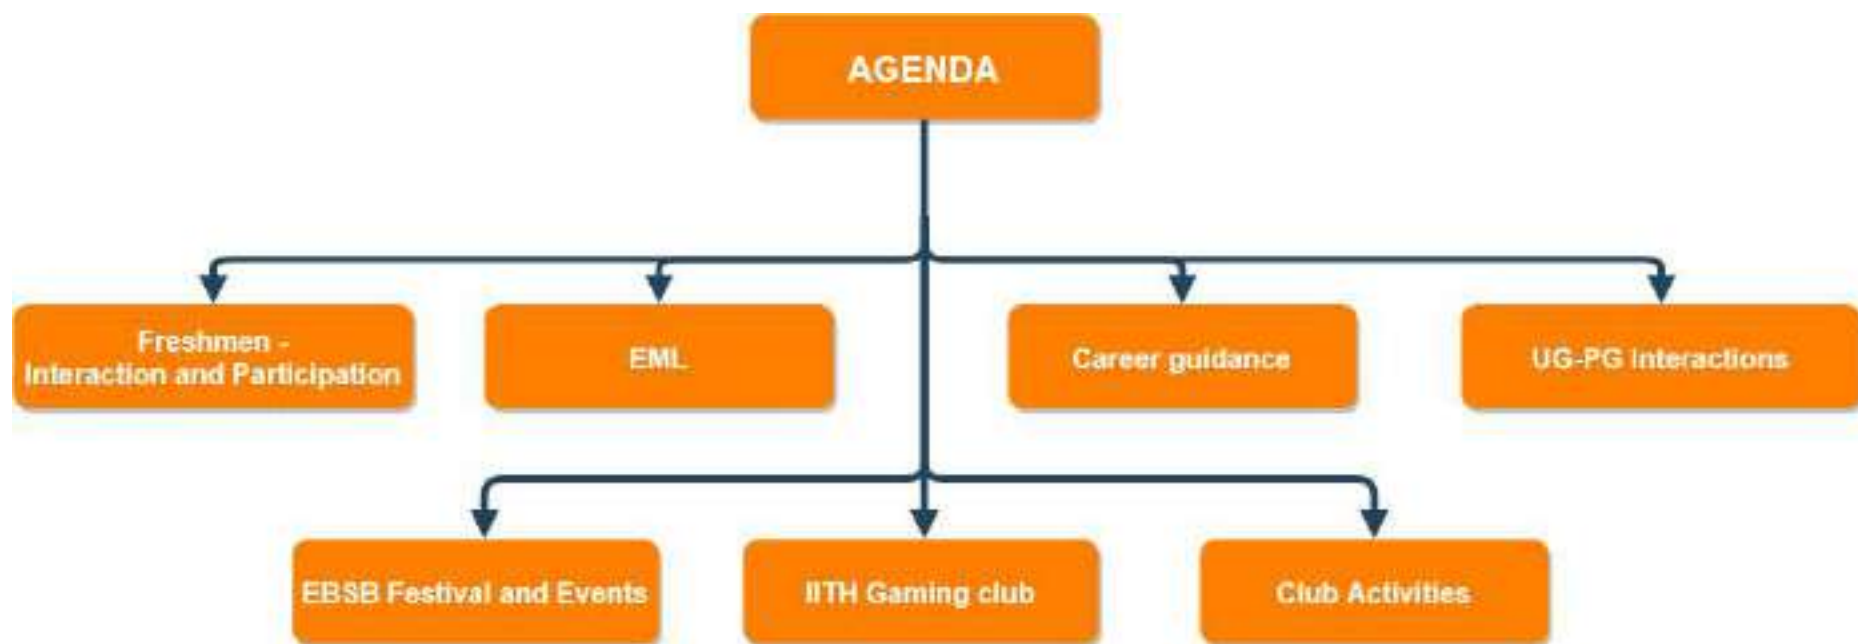 AGENDA
Freshmen -
Interaction and Participation
EML
Career guidance
UG-PG Interactions
EBSB Festival and Events
IITH Gaming club
Club Activities